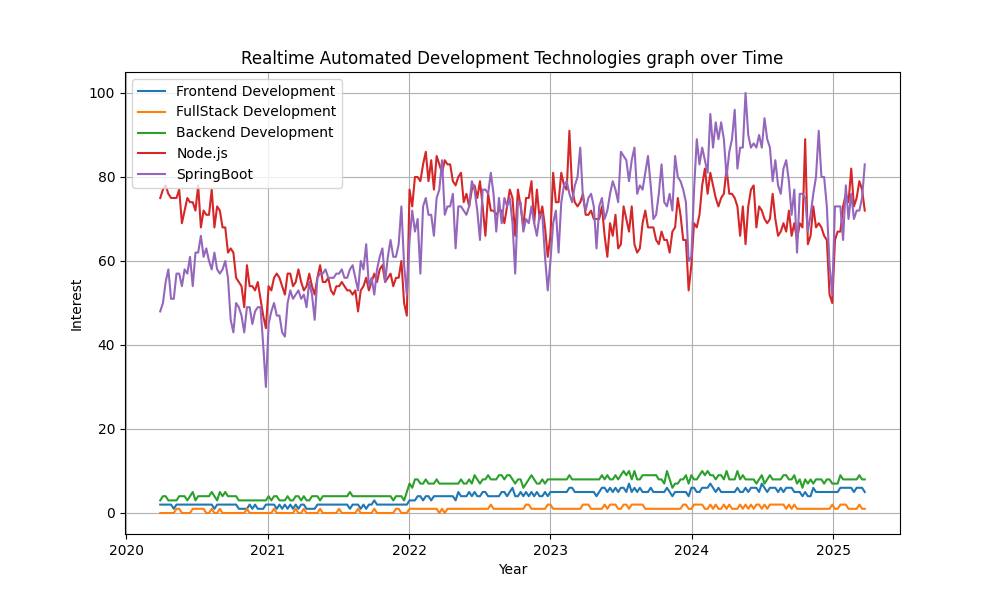 Realtime Automated Development Technologies graph over Time
100
80
60
40
20
0
Interest
Frontend Development
FullStack Development
Backend Development
Node.js
SpringBoot
2020
2021
2022
2023
2024
2025
Year